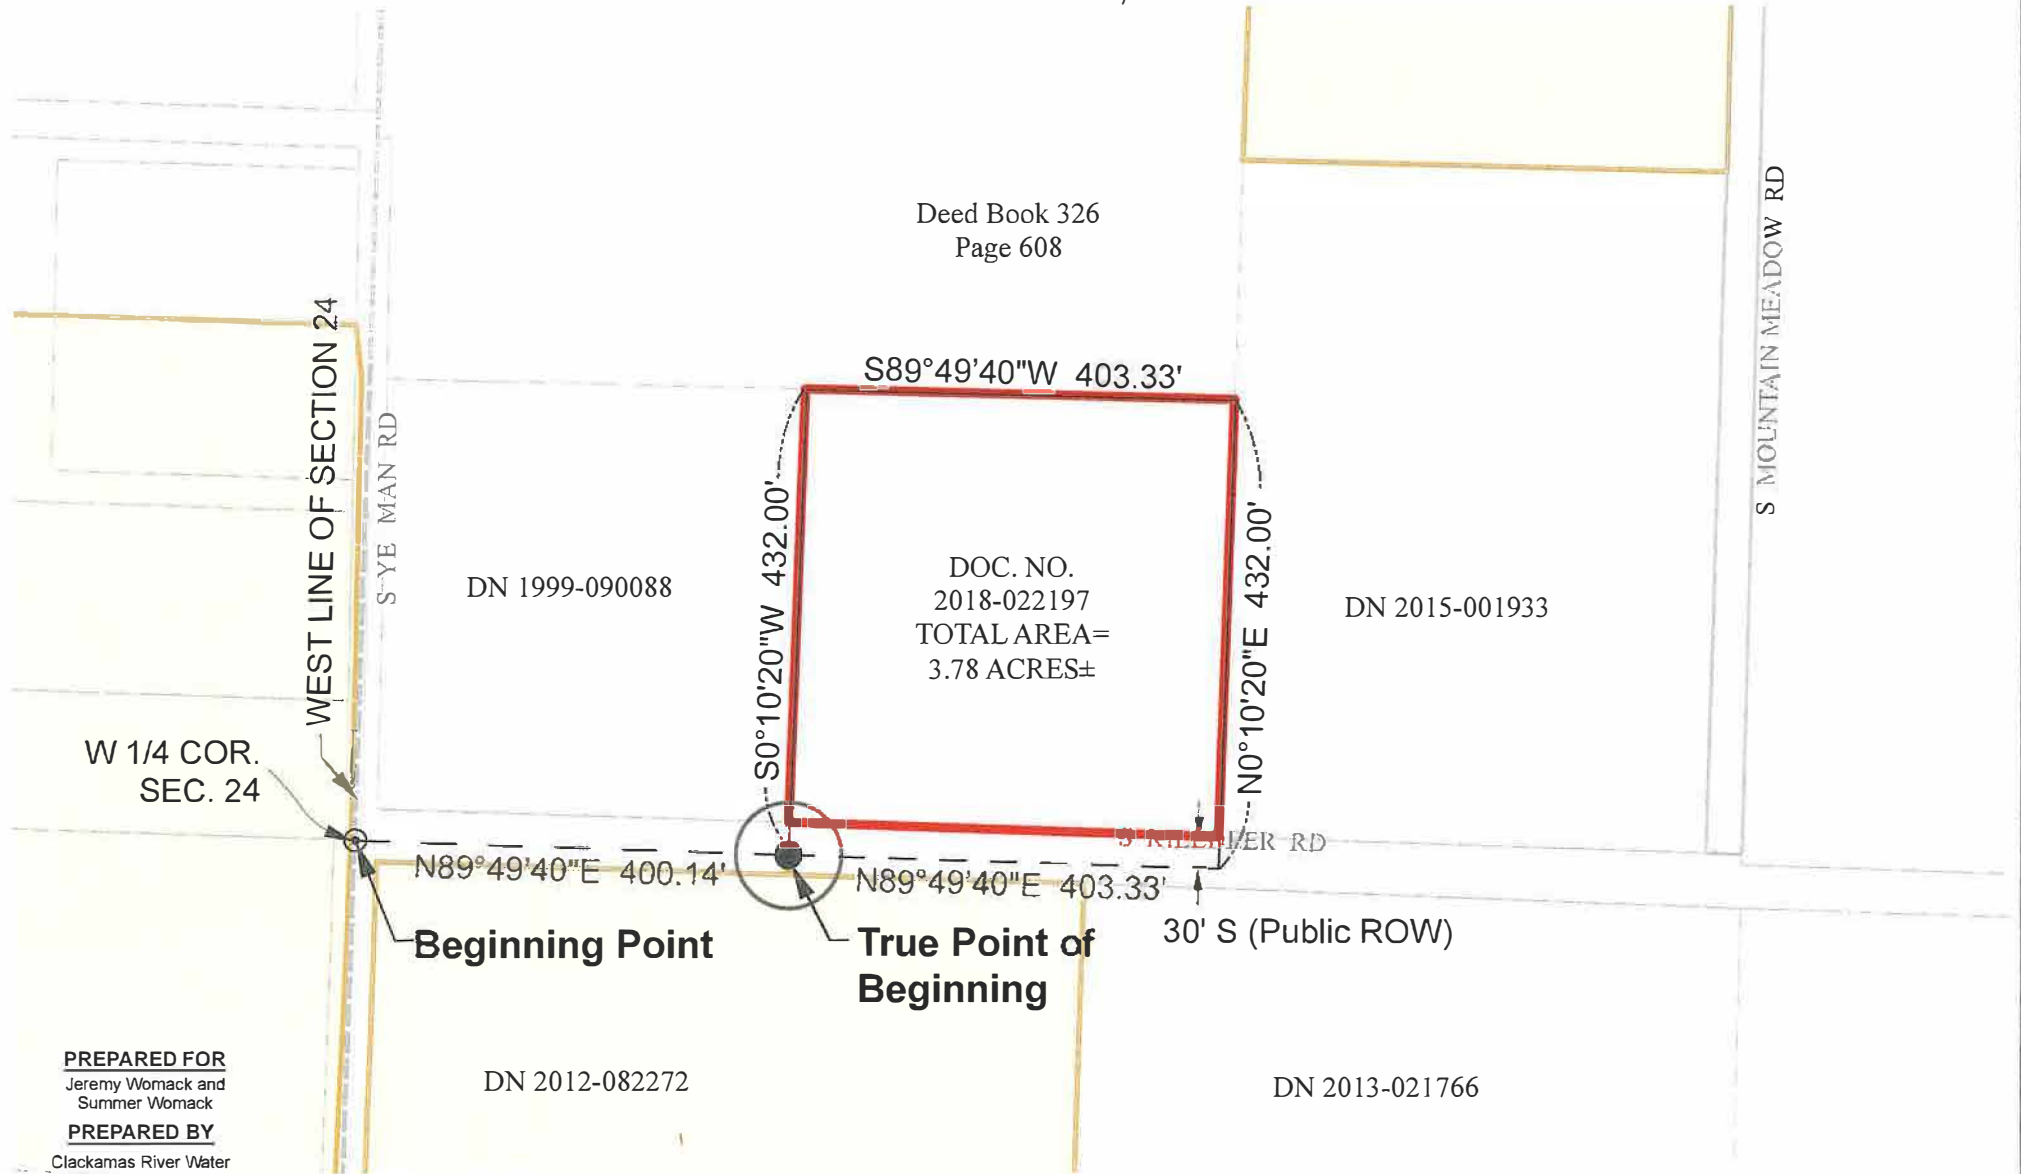 Deed Book 326
Page 608
S MOUNTAIN MEADOW RD
WEST LINE OF SECTION 24
S89°49'40"W 403.33'
S YE MAN RD
S0°10'20"W 432.00'
N0°10'20"E 432.00'
DN 1999-090088
DOC. NO.
2018-022197
TOTAL AREA=
3.78 ACRES±
DN 2015-001933
W 1/4 COR.
SEC. 24
RD
N89°49'40"E 400.14'
N89°49'40"E 403.33'
30' S (Public ROW)
Beginning Point
True Point of
Beginning
PREPARED FOR
Jeremy Womack and
Summer Womack
PREPARED BY
Clackamas River Water
DN 2012-082272
DN 2013-021766